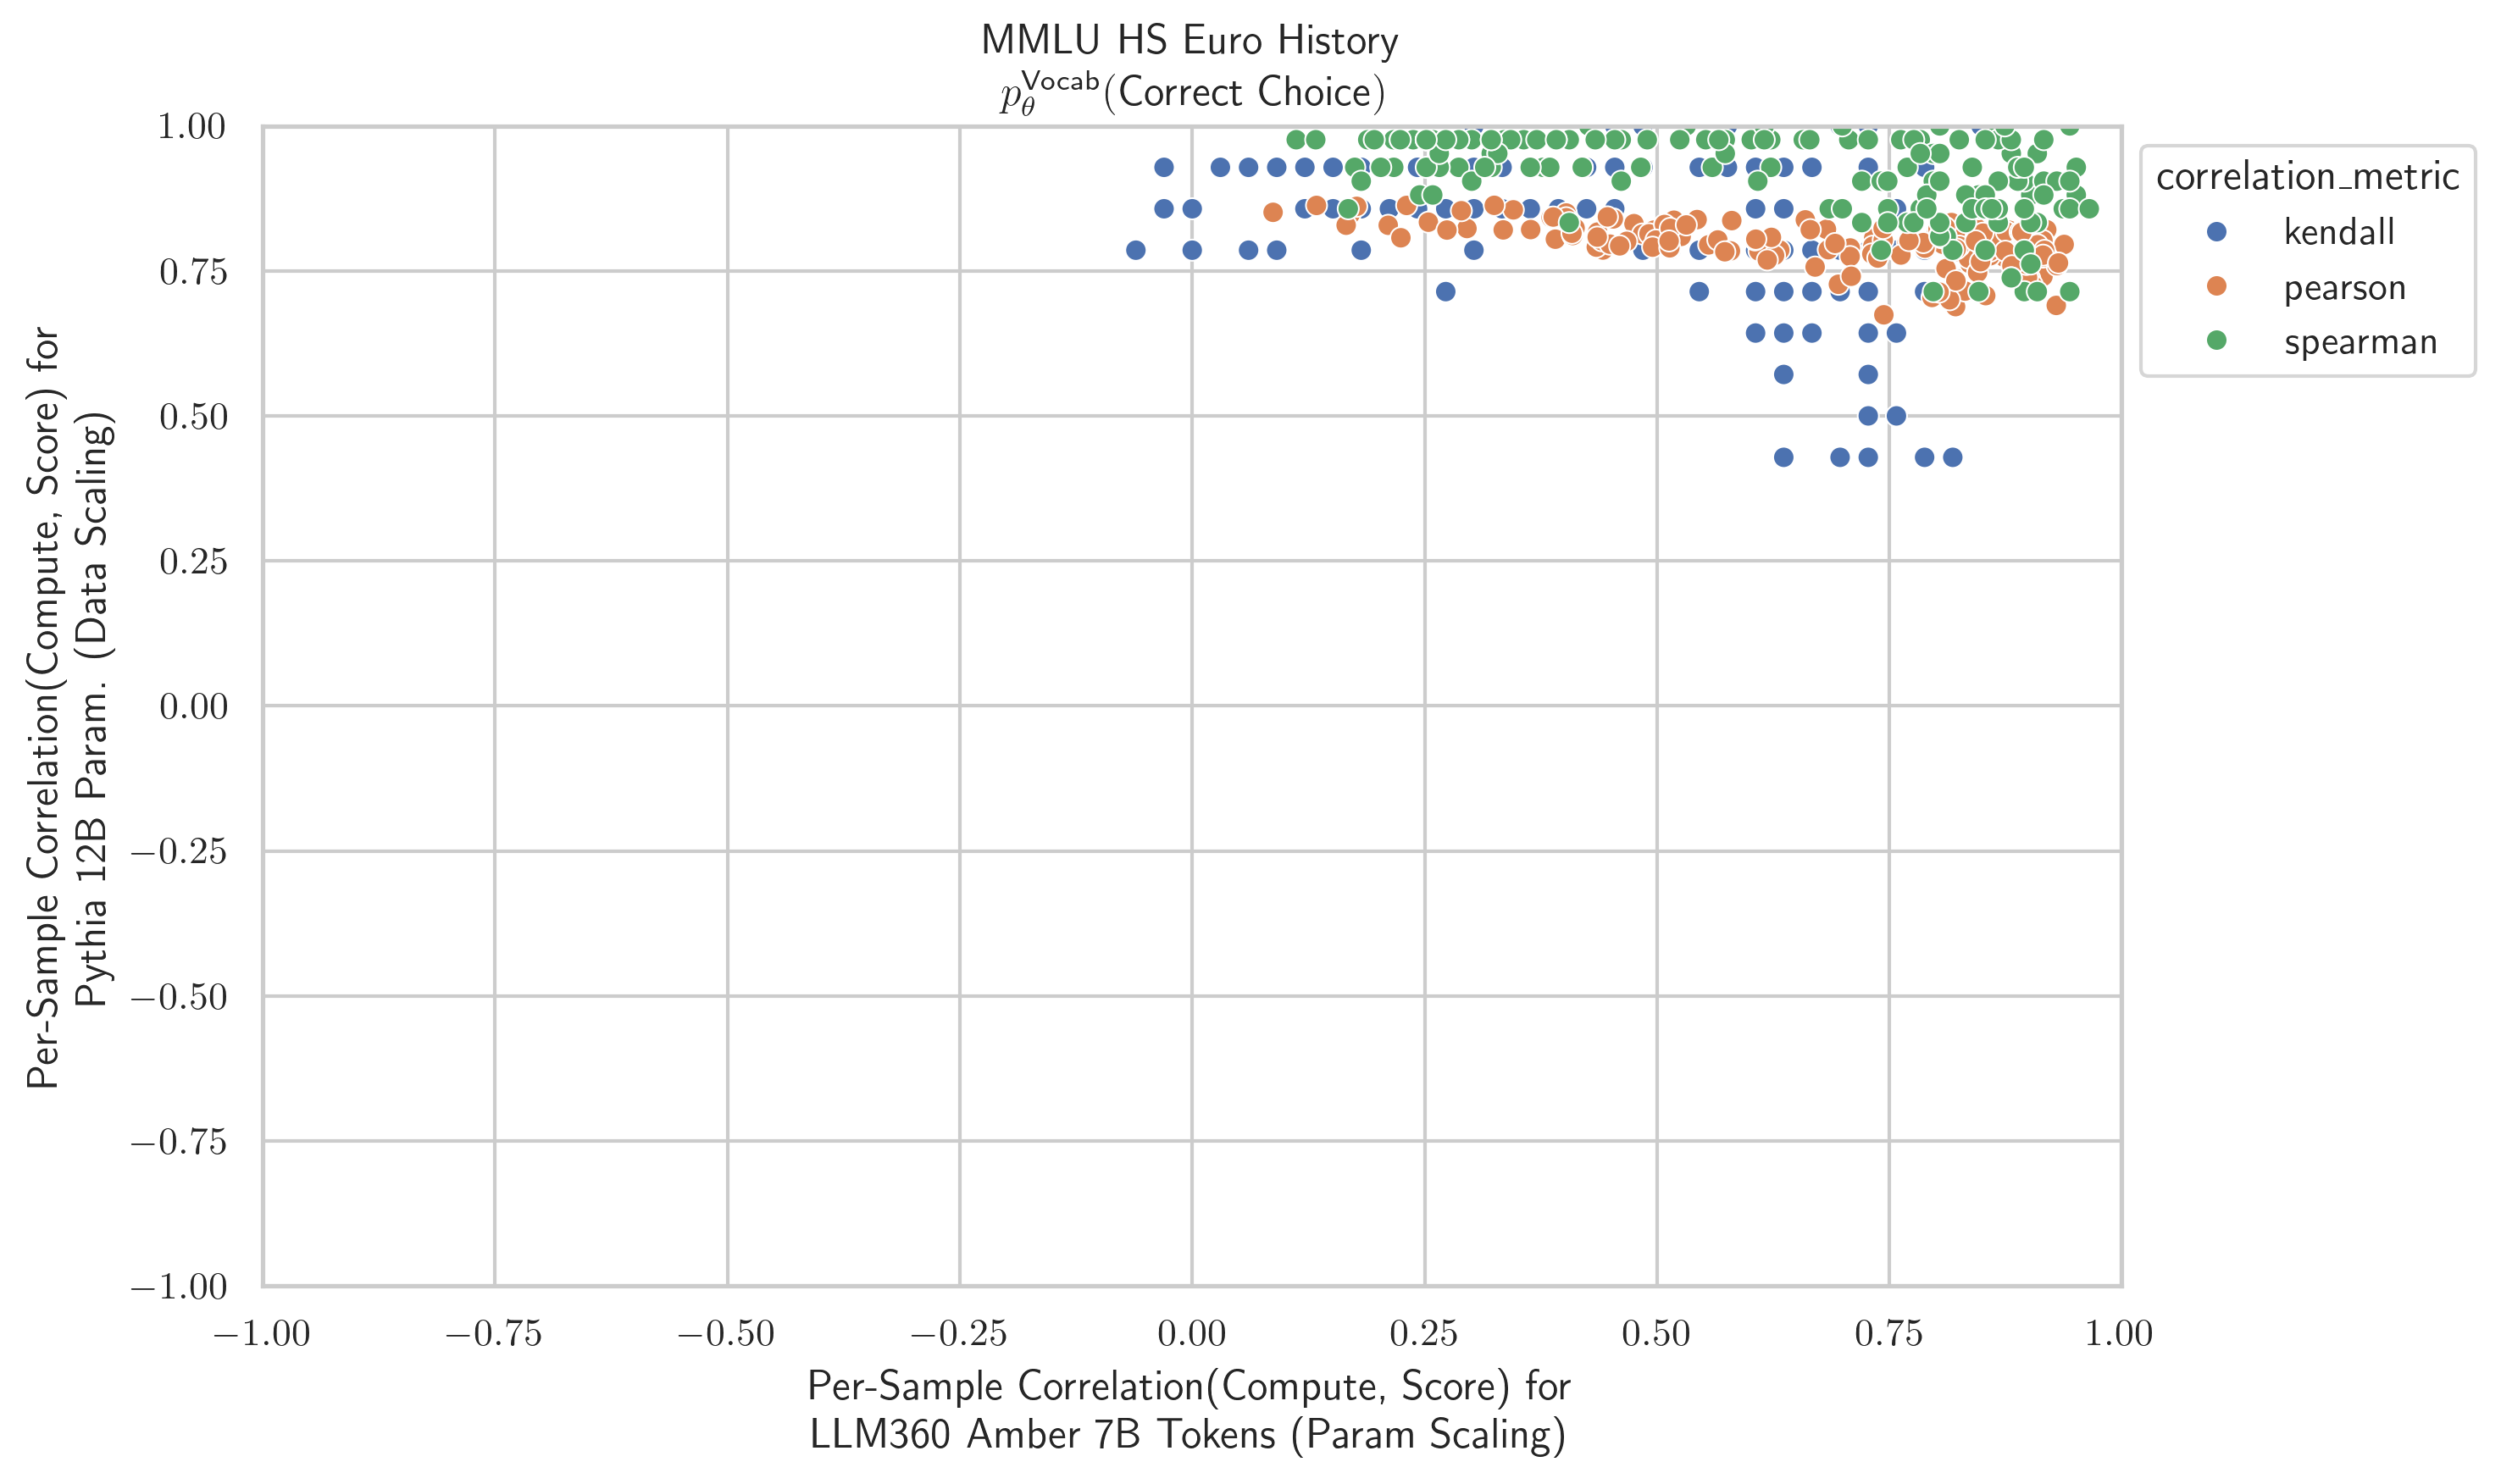 MMLU HS Euro History
p_θ^Vocab(Correct Choice)
1.00
0.75
0.50
0.25
0.00
−0.25
−0.50
−0.75
−1.00
Per-Sample Correlation(Compute, Score) for
Pythia 12B Param. (Data Scaling)
−1.00
−0.75
−0.50
−0.25
0.00
0.25
0.50
0.75
1.00
Per-Sample Correlation(Compute, Score) for
LLM360 Amber 7B Tokens (Param Scaling)
correlation_metric
kendall
pearson
spearman